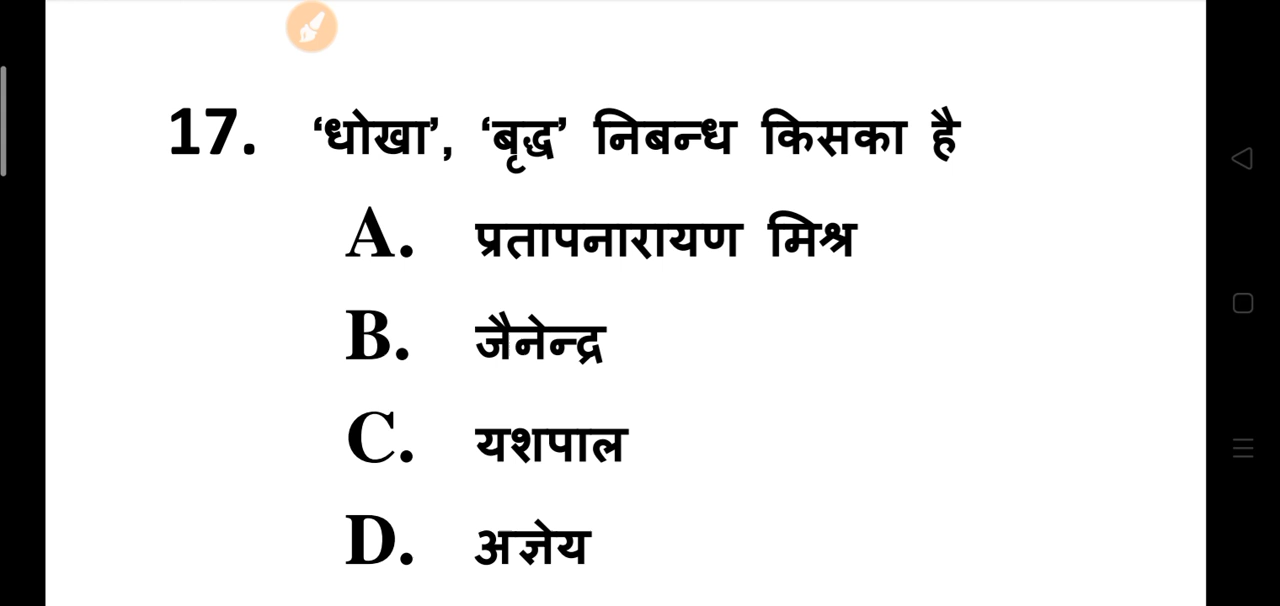 17. ‘धोखा’, ‘बृद्ध’ निबन्ध किसका है
A. प्रतापनारायण मिश्र
B. जैनेन्द्र
C. यशपाल
D. अज्ञेय